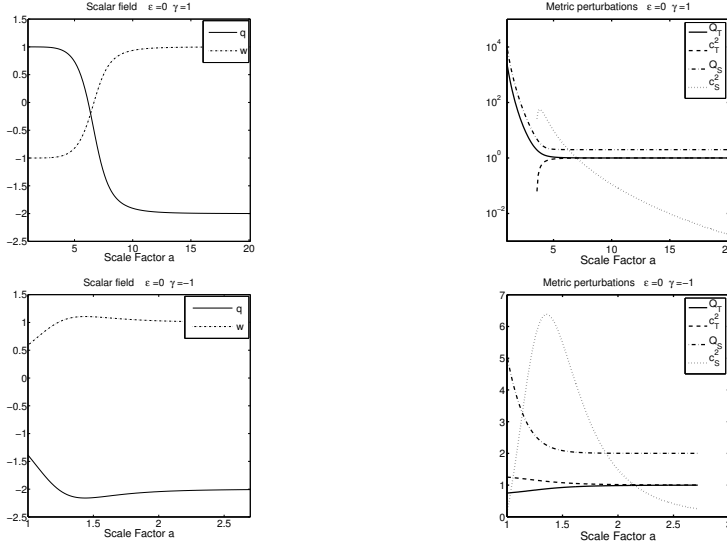 Scalar field ε=0 γ=1
1.5
1
0.5
0
−0.5
−1
−1.5
−2
−2.5
5
10
15
20
Scale Factor a
q
w
Metric perturbations ε=0 γ=1
10^4
10^2
10^0
10^−2
5
10
15
20
Scale Factor a
Q_T
c_T^2
Q_S
c_S^2
Scalar field ε=0 γ=−1
1.5
1
0.5
0
−0.5
−1
−1.5
−2
−2.5
1
1.5
2
2.5
Scale Factor a
q
w
Metric perturbations ε=0 γ=−1
7
6
5
4
3
2
1
0
1
1.5
2
2.5
3
Scale Factor a
Q_T
c_T^2
Q_S
c_S^2